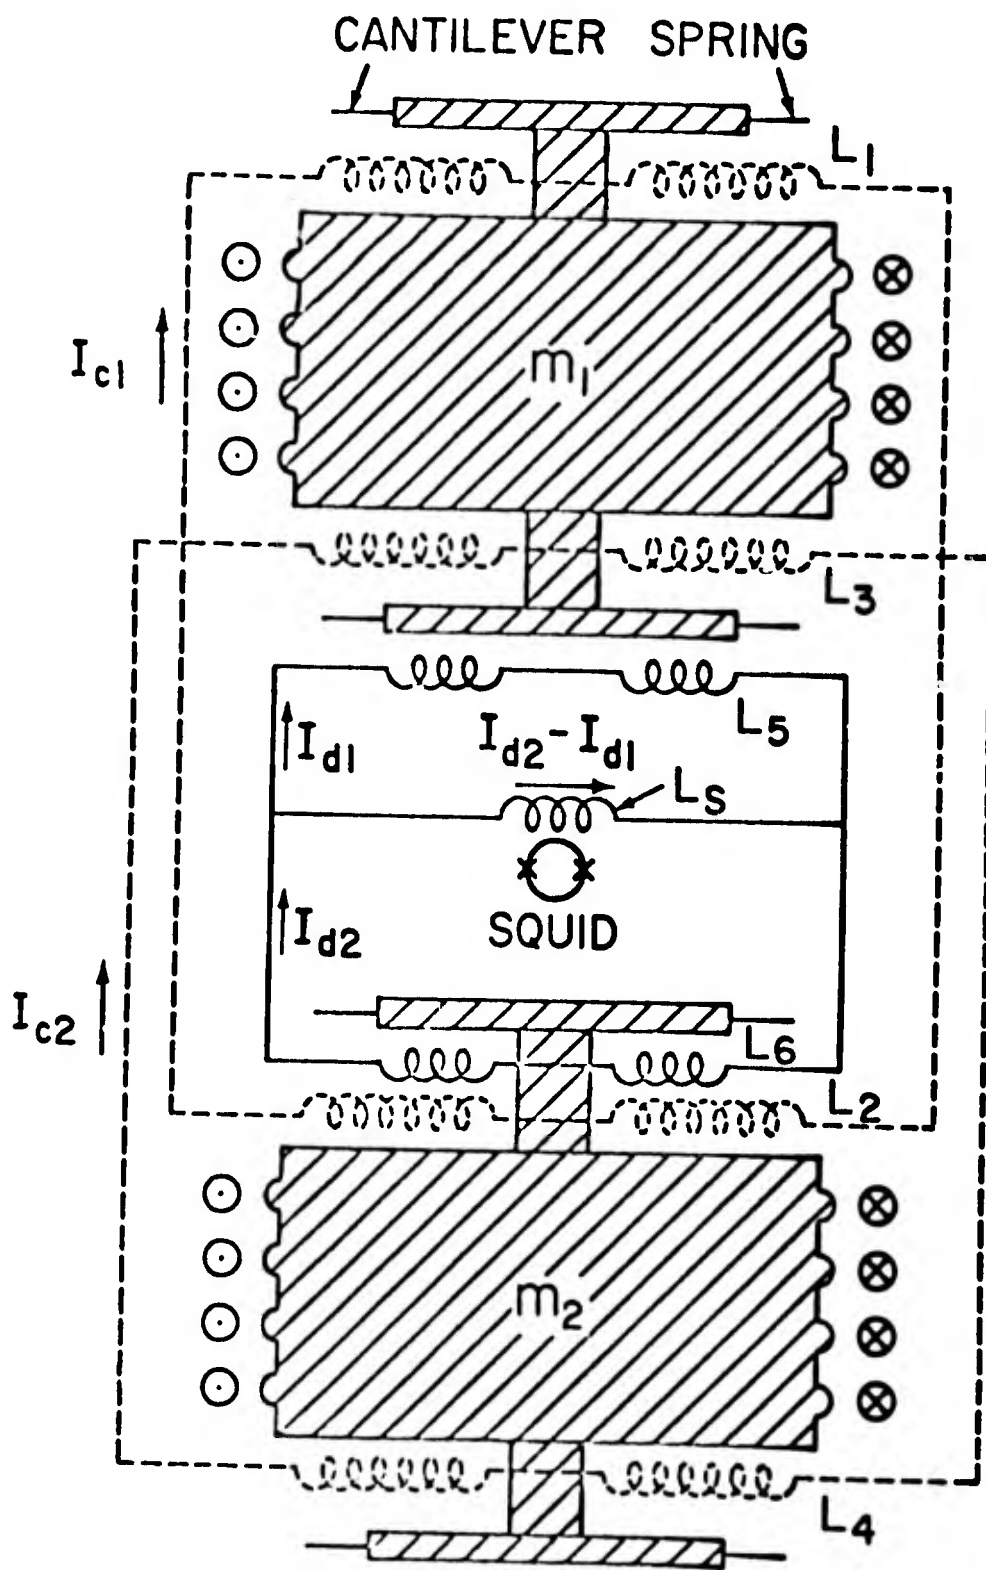 CANTILEVER SPRING
L1
Ic1
m1
L3
L5
Id1
Id2-Id1
LS
SQUID
Id2
Ic2
L6
L2
m2
L4